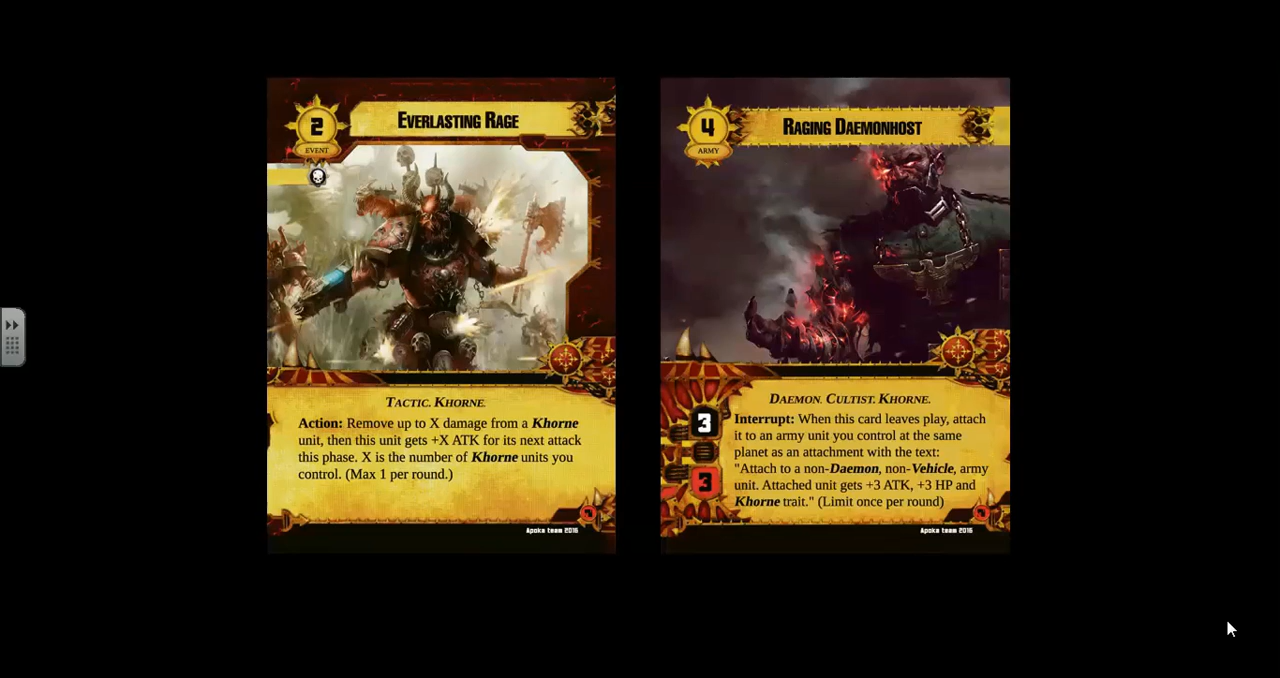 2
EVENT
EVERLASTING RAGE
TACTIC. KHORNE.
Action: Remove up to X damage from a Khorne
unit, then this unit gets +X ATK for its next attack
this phase. X is the number of Khorne units you
control. (Max 1 per round.)
Apoka team 2016
4
ARMY
RAGING DAEMONHOST
DAEMON. CULTIST. KHORNE.
3
3
Interrupt: When this card leaves play, attach
it to an army unit you control at the same
planet as an attachment with the text:
"Attach to a non-Daemon, non-Vehicle, army
unit. Attached unit gets +3 ATK, +3 HP and
Khorne trait." (Limit once per round)
Apoka team 2016